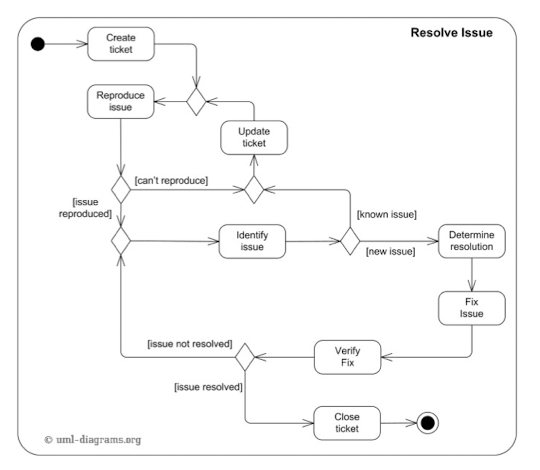 Resolve Issue
Create
ticket
Reproduce
issue
Update
ticket
[can't reproduce]
[issue
reproduced]
[known issue]
Identify
issue
[new issue]
Determine
resolution
Fix
Issue
[issue not resolved]
Verify
Fix
[issue resolved]
Close
ticket
© uml-diagrams.org